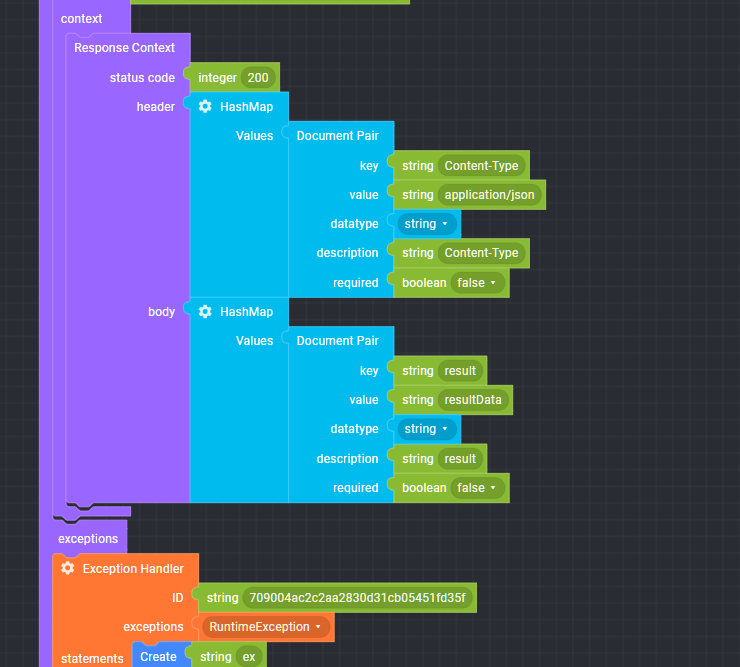 context
Response Context
status code integer 200
header HashMap
Values Document Pair
key string Content-Type
value string application/json
datatype string
description string Content-Type
required boolean false
body HashMap
Values Document Pair
key string result
value string resultData
datatype string
description string result
required boolean false
exceptions
Exception Handler
ID string 709004ac2c2aa2830d31cb05451fd35f
exceptions RuntimeException
statements Create string ex